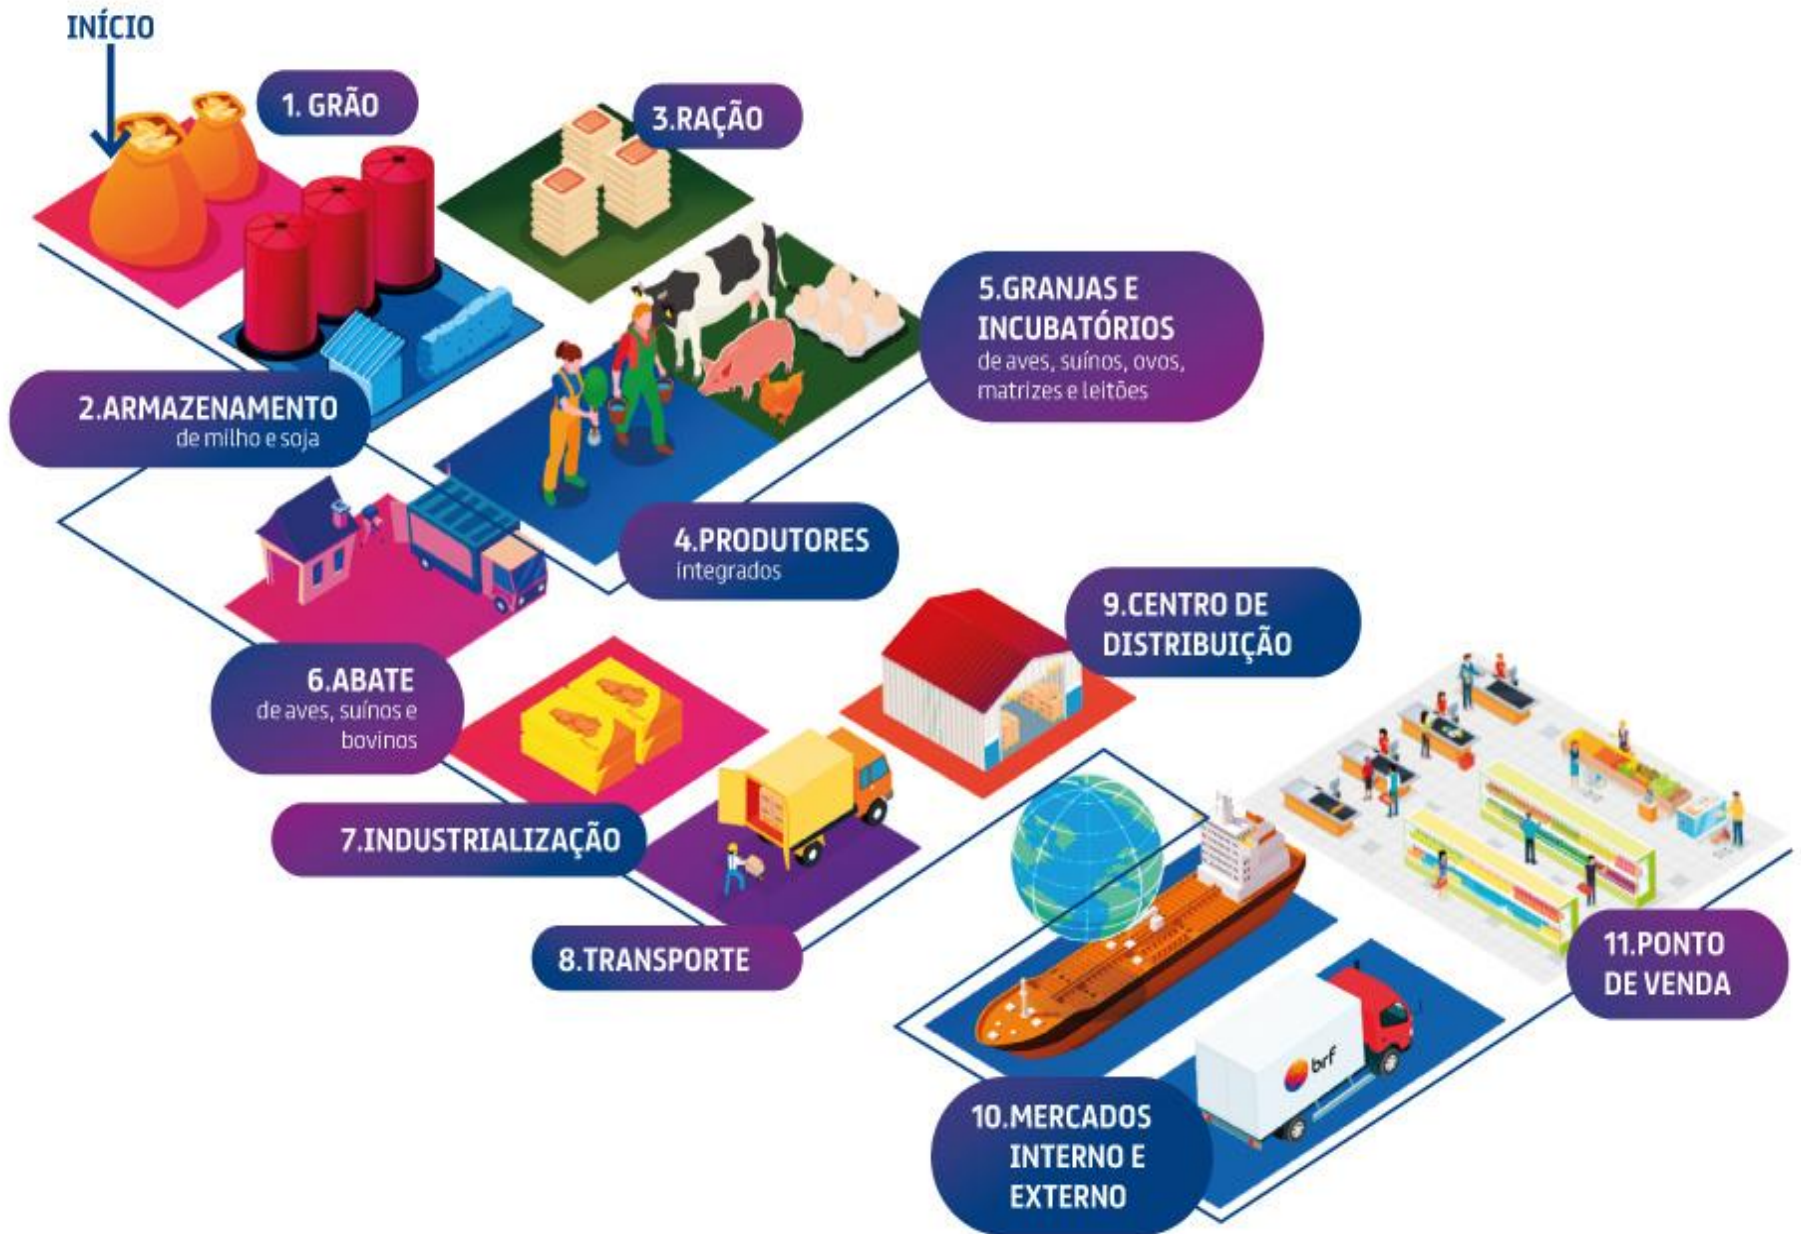 INÍCIO
1. GRÃO
2.ARMAZENAMENTO
de milho e soja
3.RAÇÃO
4.PRODUTORES
integrados
5.GRANJAS E
INCUBATÓRIOS
de aves, suínos, ovos,
matrizes e leitões
6.ABATE
de aves, suínos e
bovinos
7.INDUSTRIALIZAÇÃO
8.TRANSPORTE
9.CENTRO DE
DISTRIBUIÇÃO
brf
10.MERCADOS
INTERNO E
EXTERNO
11.PONTO
DE VENDA